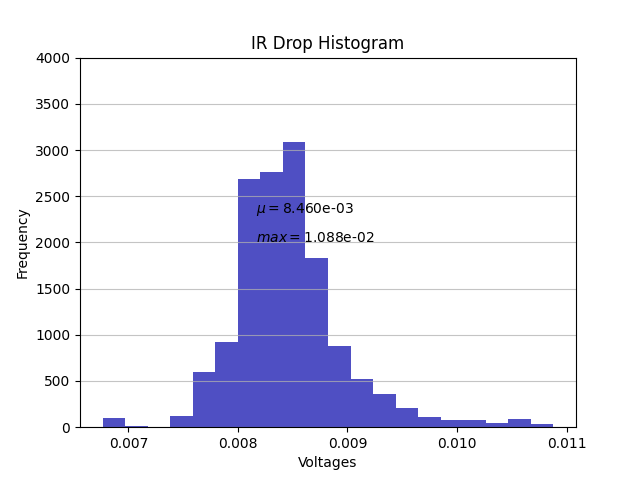 IR Drop Histogram
4000
3500
3000
2500
2000
1500
1000
500
0
Frequency
μ = 8.460e-03
max = 1.088e-02
0.007 0.008 0.009 0.010 0.011
Voltages